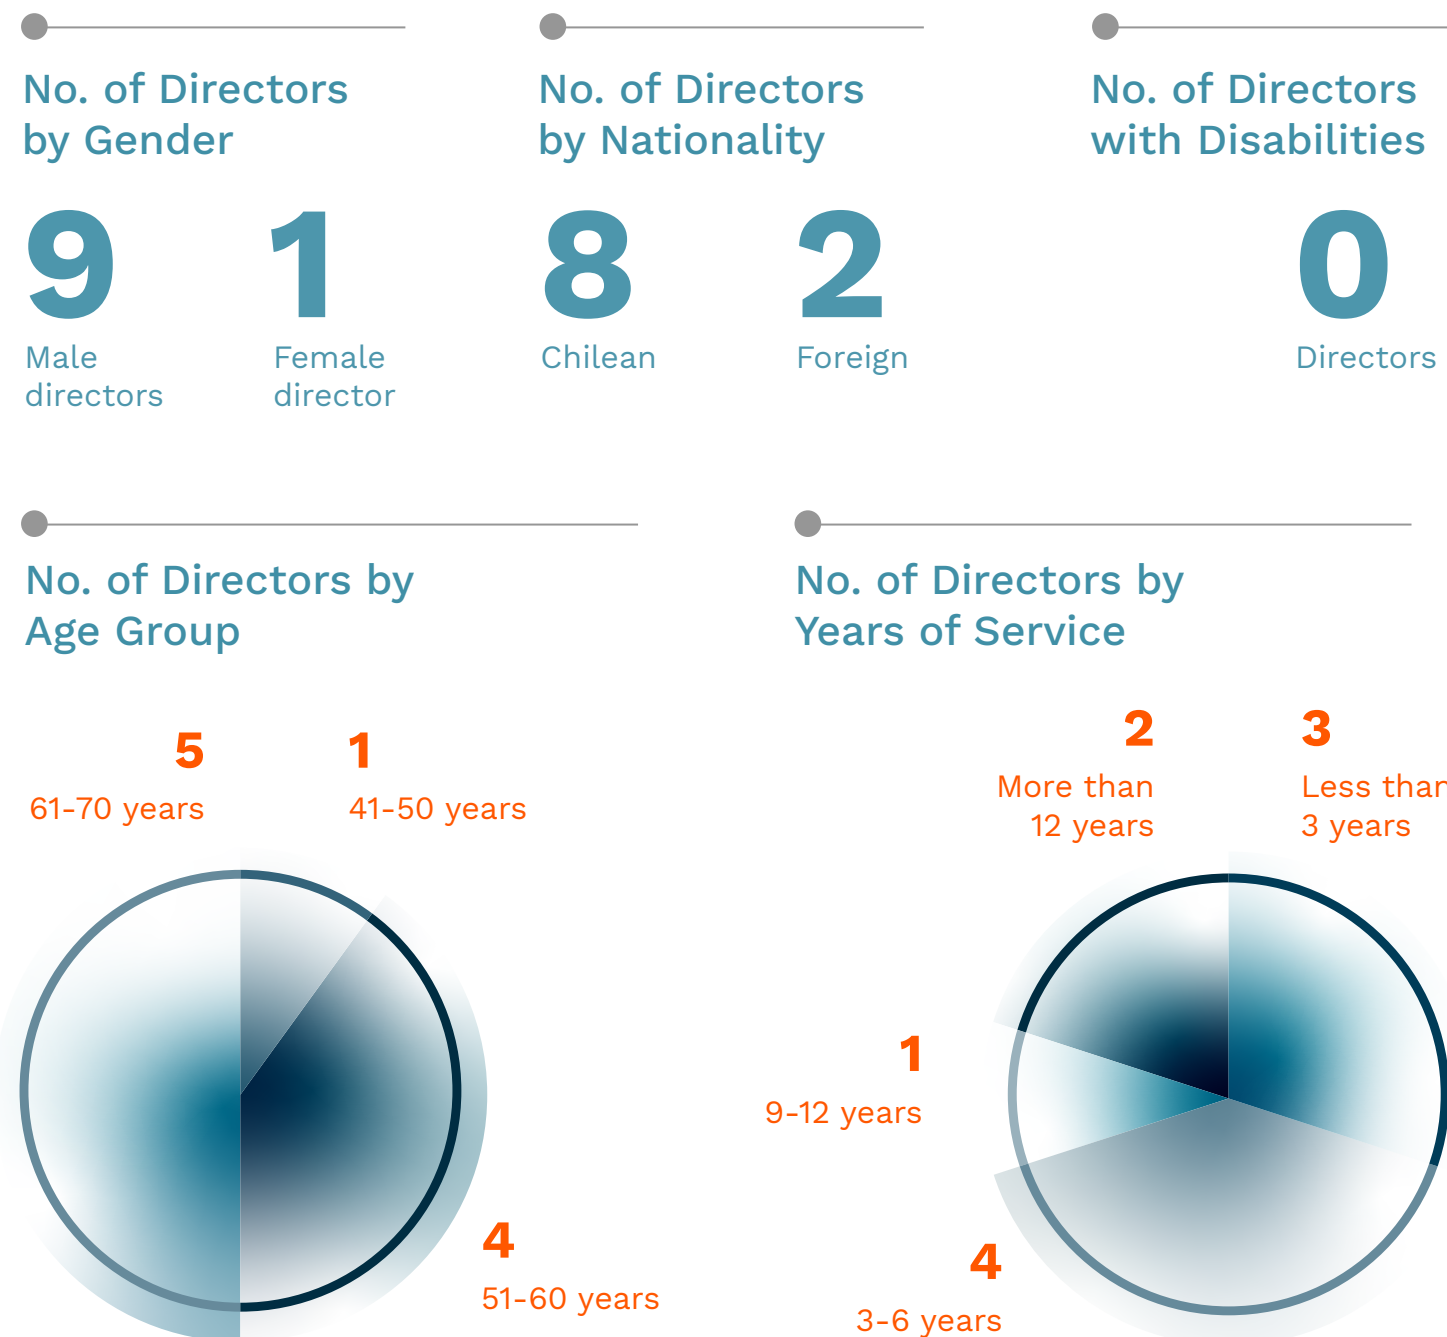 No. of Directors
by Gender
9
Male
directors
1
Female
director
No. of Directors
by Nationality
8
Chilean
2
Foreign
No. of Directors
with Disabilities
0
Directors
No. of Directors by
Age Group
5
61-70 years
1
41-50 years
4
51-60 years
No. of Directors by
Years of Service
2
More than
12 years
3
Less than
3 years
1
9-12 years
4
3-6 years